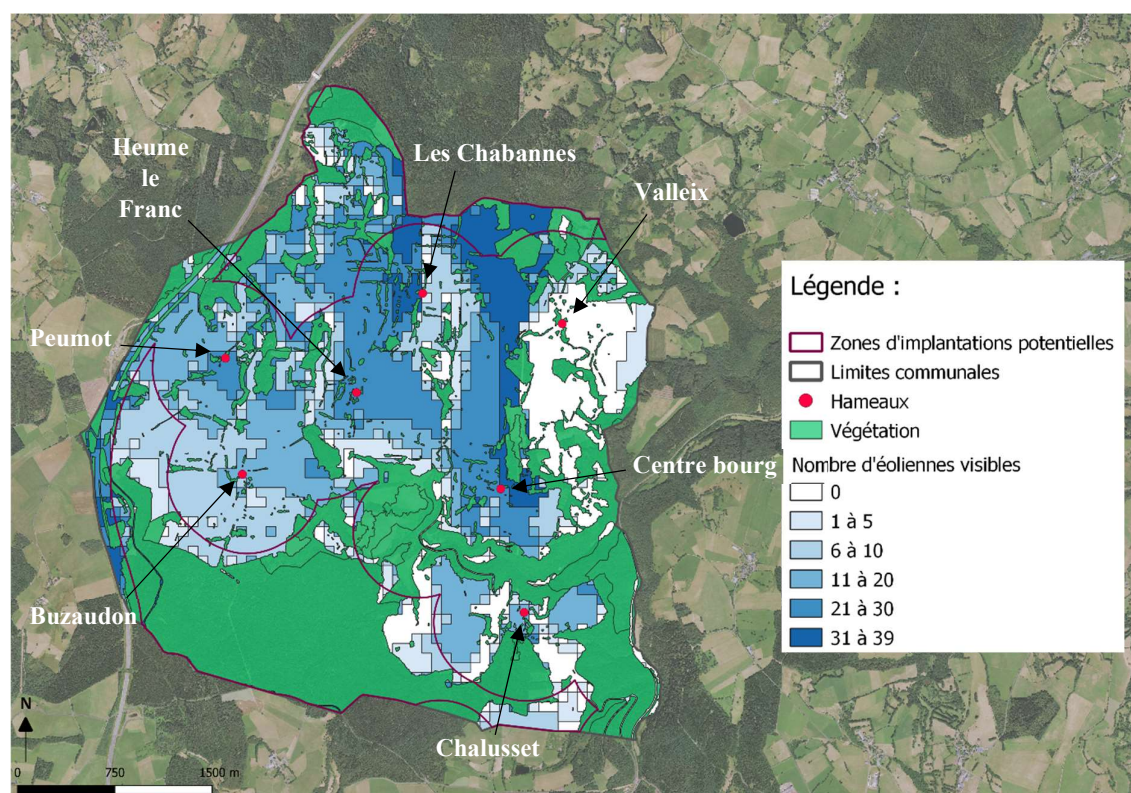 Heume
le
Franc
Les Chabannes
Valleix
Peumot
Centre bourg
Buzaudon
Chalusset
Légende :
Zones d'implantations potentielles
Limites communales
Hameaux
Végétation
Nombre d'éoliennes visibles
0
1 à 5
6 à 10
11 à 20
21 à 30
31 à 39
N
0 750 1500 m